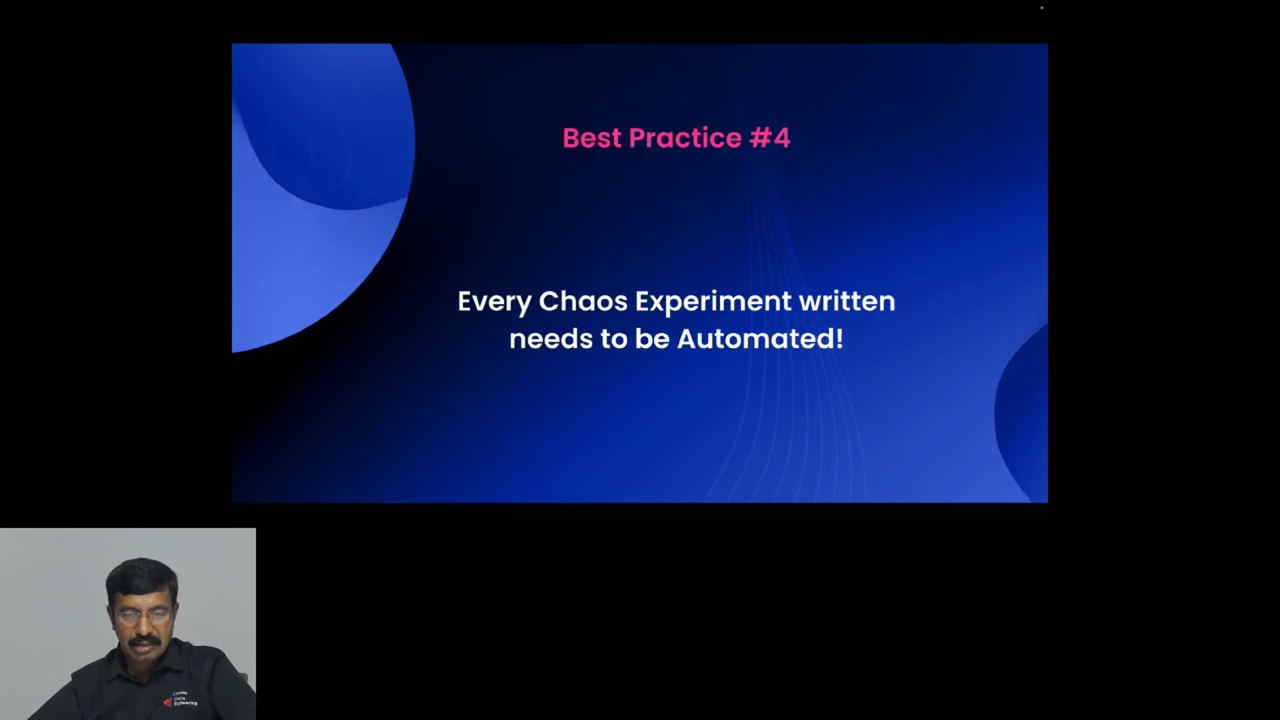 Best Practice #4
Every Chaos Experiment written
needs to be Automated!